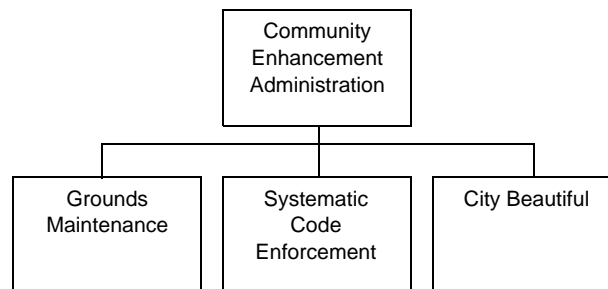 Community
Enhancement
Administration
Grounds
Maintenance
Systematic
Code
Enforcement
City Beautiful